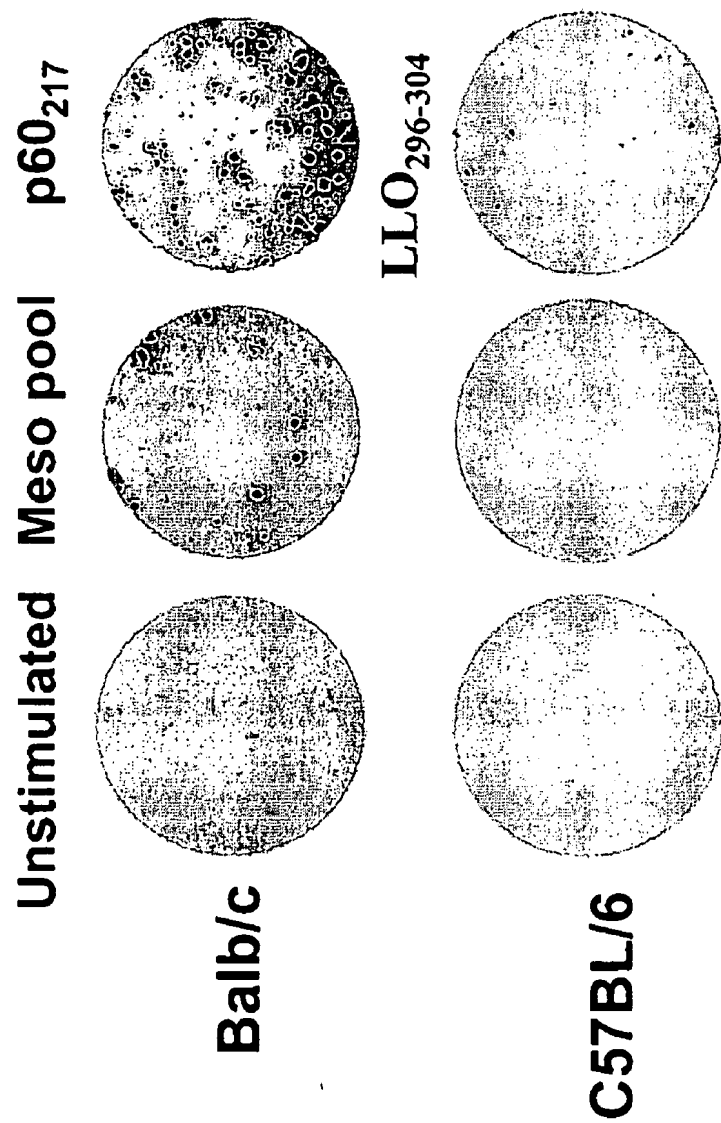 Unstimulated Meso pool p60₂₁₇
Balb/c
LLO₂₉₆₋₃₀₄
C57BL/6